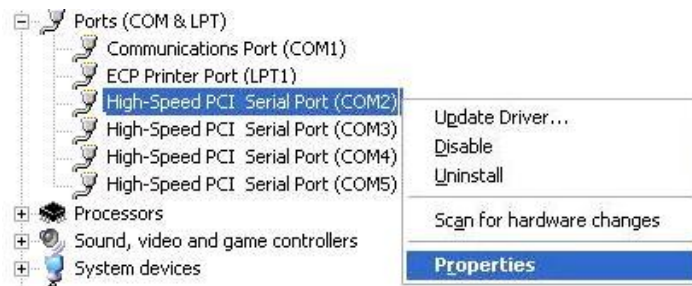 Ports (COM & LPT)
Communications Port (COM1)
ECP Printer Port (LPT1)
High-Speed PCI Serial Port (COM2)
High-Speed PCI Serial Port (COM3)
High-Speed PCI Serial Port (COM4)
High-Speed PCI Serial Port (COM5)
Processors
Sound, video and game controllers
System devices
Update Driver...
Disable
Uninstall
Scan for hardware changes
Properties